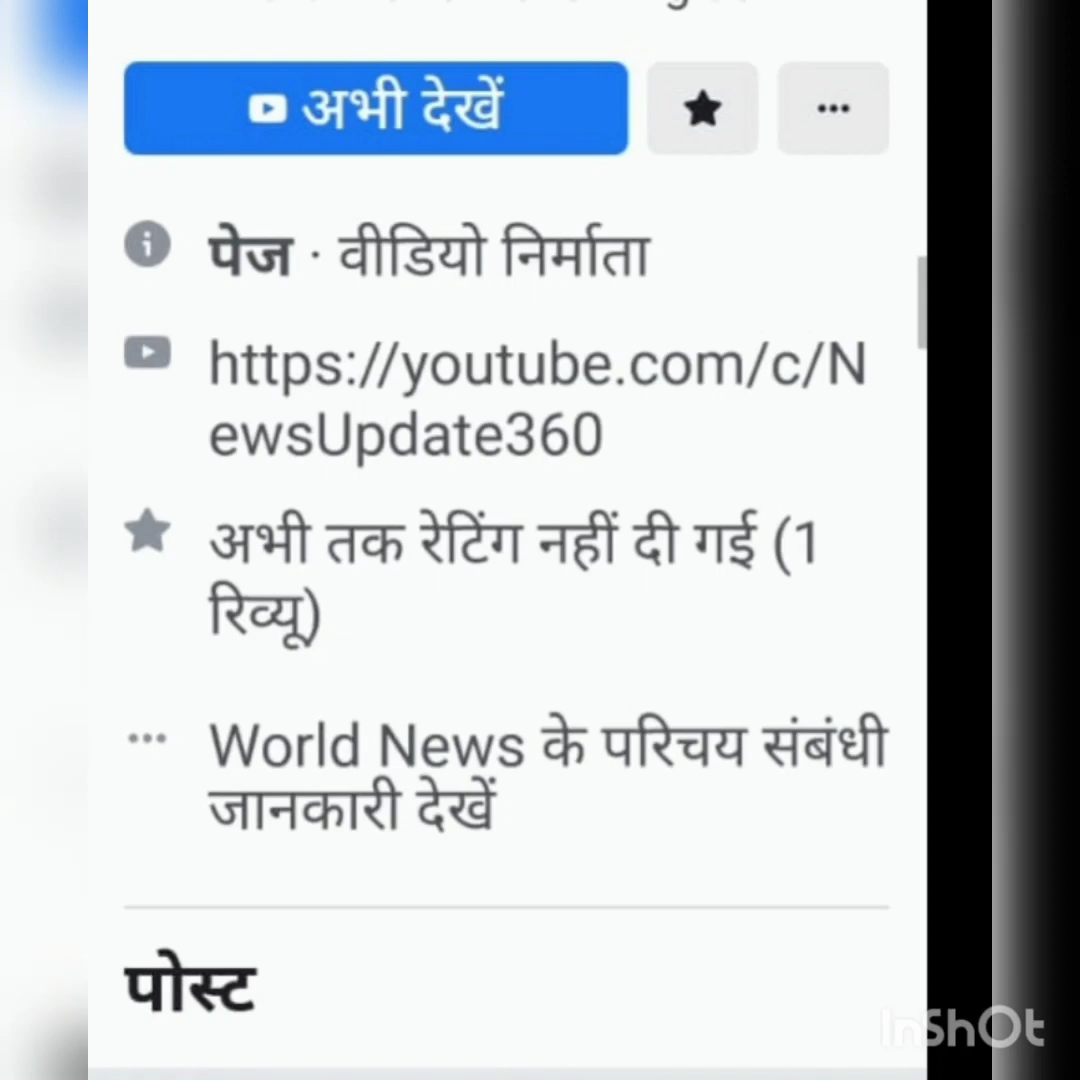 अभी देखें
पेज · वीडियो निर्माता
https://youtube.com/c/N
ewsUpdate360
अभी तक रेटिंग नहीं दी गई (1
रिव्यू)
World News के परिचय संबंधी
जानकारी देखें
पोस्ट
InShOt